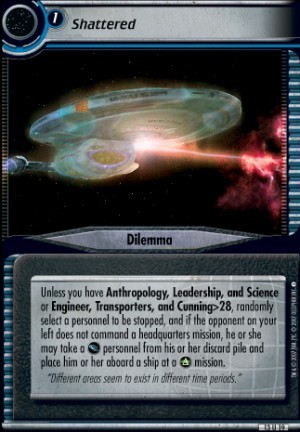 1
Shattered
Dilemma
Unless you have Anthropology, Leadership, and Science
or Engineer, Transporters, and Cunning>28, randomly
select a personnel to be stopped, and if the opponent on your
left does not command a headquarters mission, he or she
may take a personnel from his or her discard pile and
place him or her aboard a ship at a mission.
"Different areas seem to exist in different time periods."